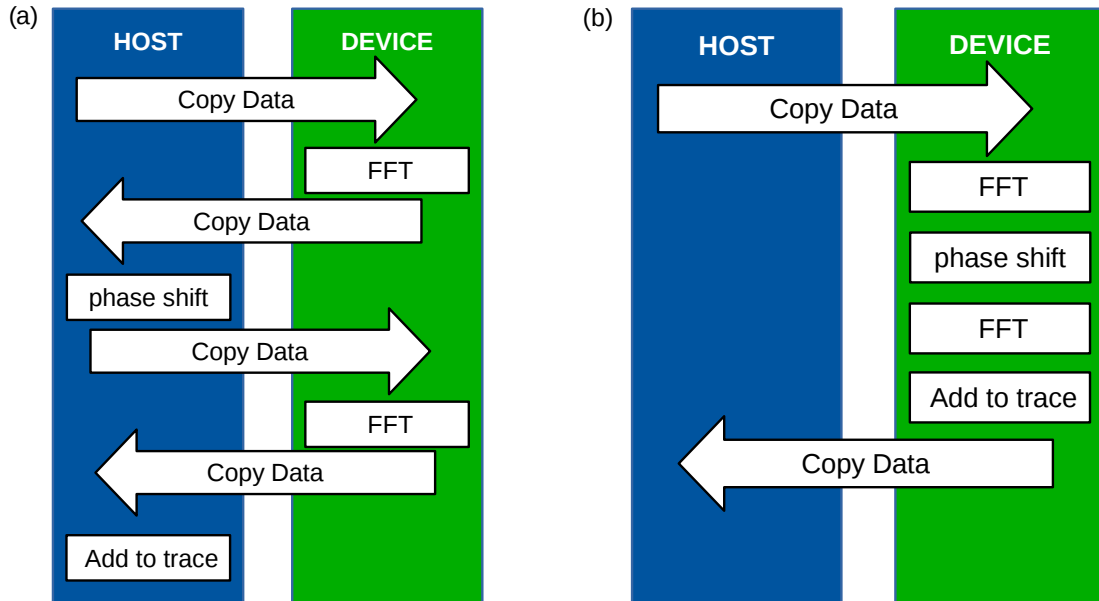 (a)
HOST
DEVICE
Copy Data
FFT
Copy Data
phase shift
Copy Data
FFT
Copy Data
Add to trace
(b)
HOST
DEVICE
Copy Data
FFT
phase shift
FFT
Add to trace
Copy Data